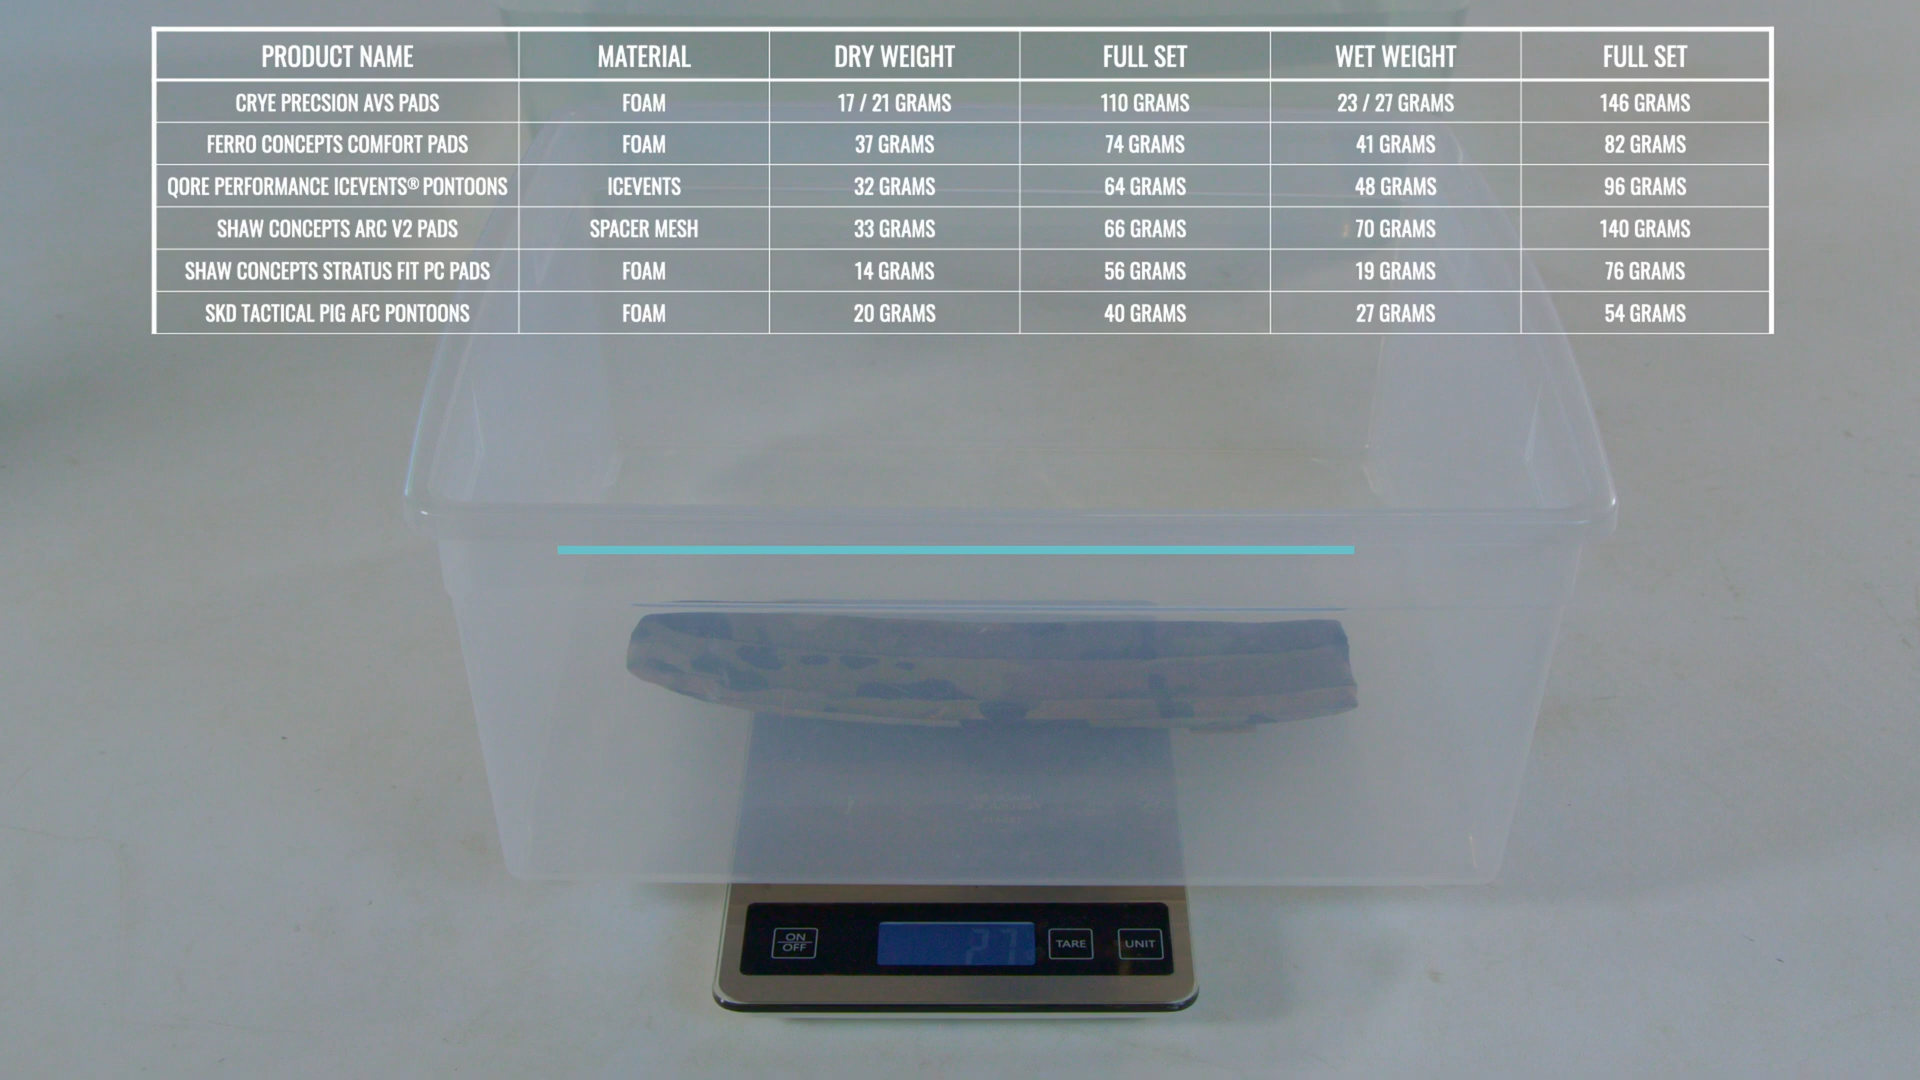 PRODUCT NAME MATERIAL DRY WEIGHT FULL SET WET WEIGHT FULL SET
CRYE PRECSION AVS PADS FOAM 17 / 21 GRAMS 110 GRAMS 23 / 27 GRAMS 146 GRAMS
FERRO CONCEPTS COMFORT PADS FOAM 37 GRAMS 74 GRAMS 41 GRAMS 82 GRAMS
QORE PERFORMANCE ICEVENTS® PONTOONS ICEVENTS 32 GRAMS 64 GRAMS 48 GRAMS 96 GRAMS
SHAW CONCEPTS ARC V2 PADS SPACER MESH 33 GRAMS 66 GRAMS 70 GRAMS 140 GRAMS
SHAW CONCEPTS STRATUS FIT PC PADS FOAM 14 GRAMS 56 GRAMS 19 GRAMS 76 GRAMS
SKD TACTICAL PIG AFC PONTOONS FOAM 20 GRAMS 40 GRAMS 27 GRAMS 54 GRAMS
ON OFF 27 TARE UNIT